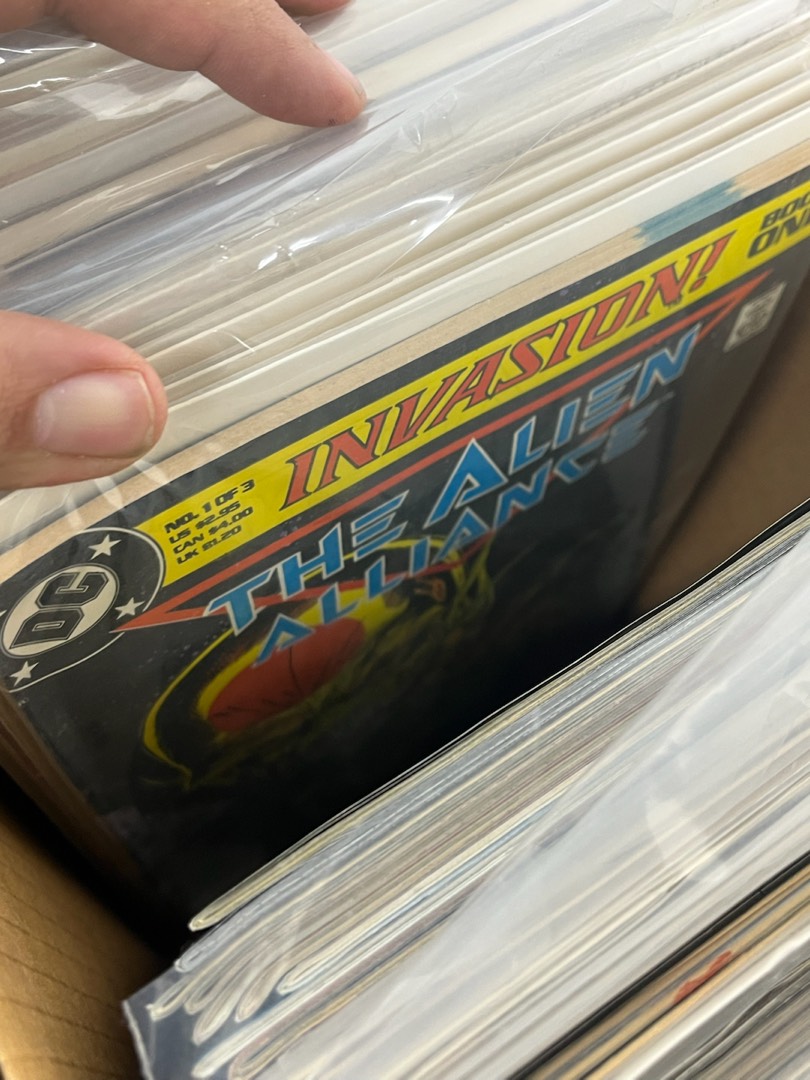 INVASION!
BOO
ONE
NO. 1 OF 3
US $2.95
CAN $4.00
UK £1.20
DC
THE ALIEN
ALLIANCE